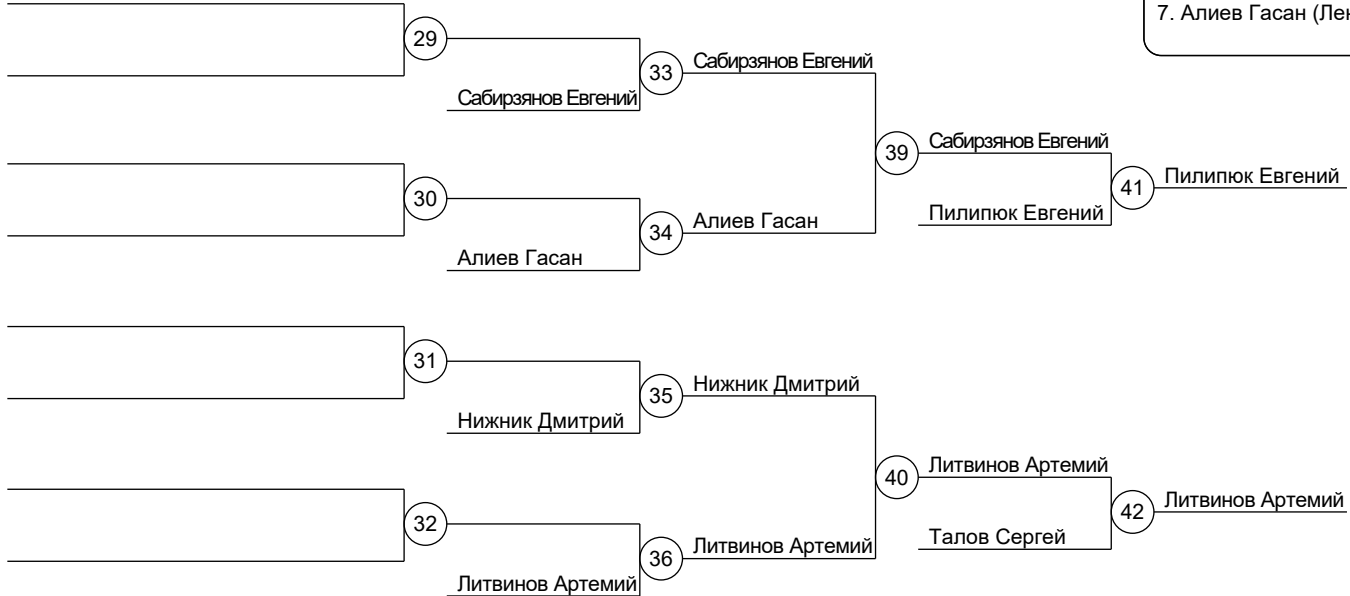 7. Алиев Гасан (Лен
29
33
Сабирзянов Евгений
Сабирзянов Евгений
39
Сабирзянов Евгений
41
Пилипюк Евгений
Пилипюк Евгений
30
34
Алиев Гасан
Алиев Гасан
31
35
Нижник Дмитрий
Нижник Дмитрий
40
Литвинов Артемий
42
Литвинов Артемий
Талов Сергей
32
36
Литвинов Артемий
Литвинов Артемий